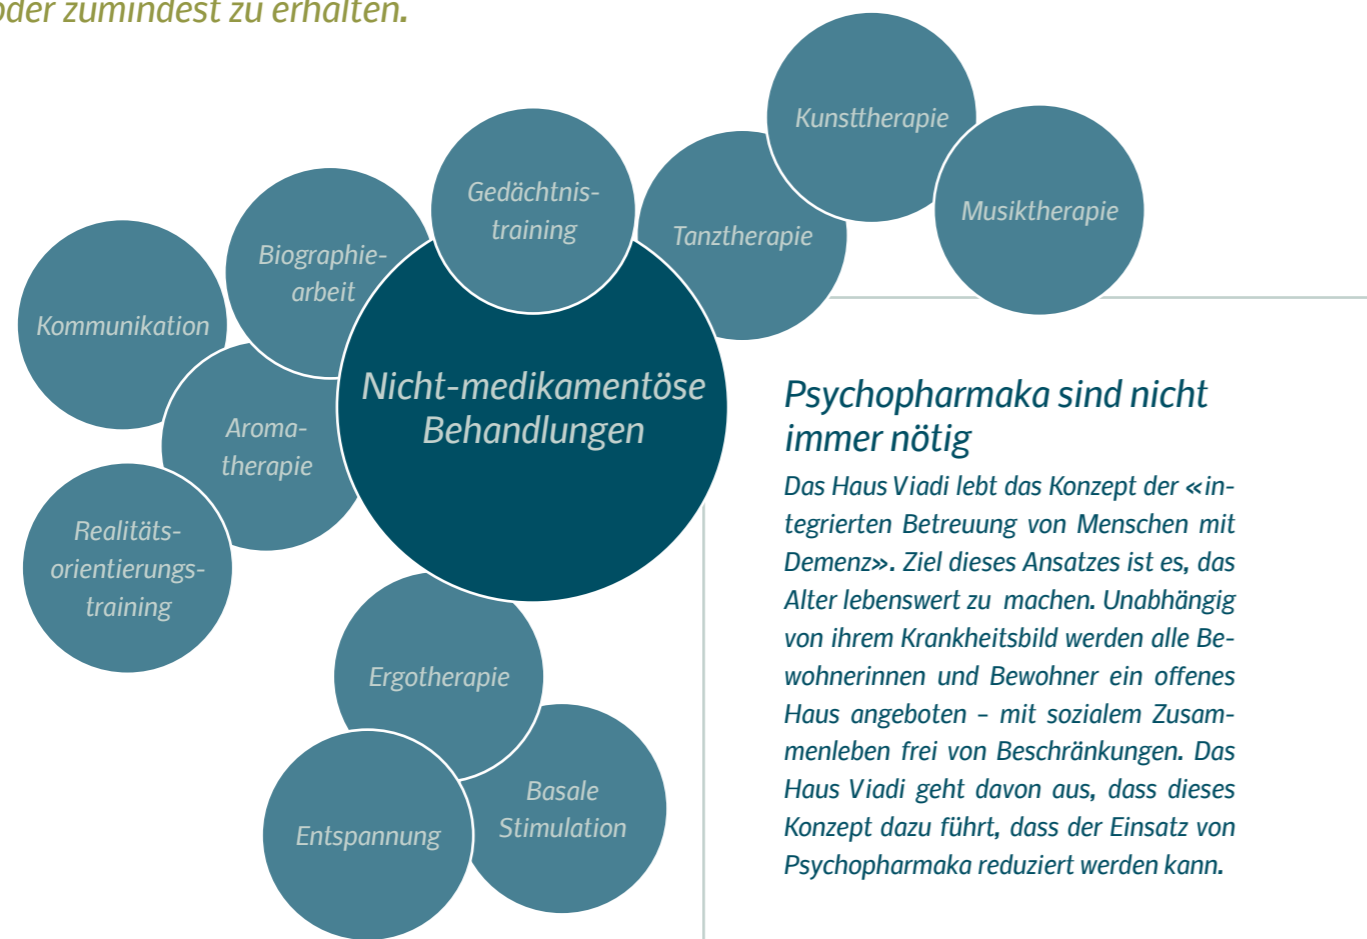 oder zumindest zu erhalten.
Kunsttherapie
Musiktherapie
Gedächtnis-
training
Tanztherapie
Biographie-
arbeit
Kommunikation
Nicht-medikamentöse
Behandlungen
Aroma-
therapie
Realitäts-
orientierungs-
training
Ergotherapie
Basale
Stimulation
Entspannung
Psychopharmaka sind nicht
immer nötig
Das Haus Viadi lebt das Konzept der «in-
tegrierten Betreuung von Menschen mit
Demenz». Ziel dieses Ansatzes ist es, das
Alter lebenswert zu machen. Unabhängig
von ihrem Krankheitsbild werden alle Be-
wohnerinnen und Bewohner ein offenes
Haus angeboten – mit sozialem Zusam-
menleben frei von Beschränkungen. Das
Haus Viadi geht davon aus, dass dieses
Konzept dazu führt, dass der Einsatz von
Psychopharmaka reduziert werden kann.